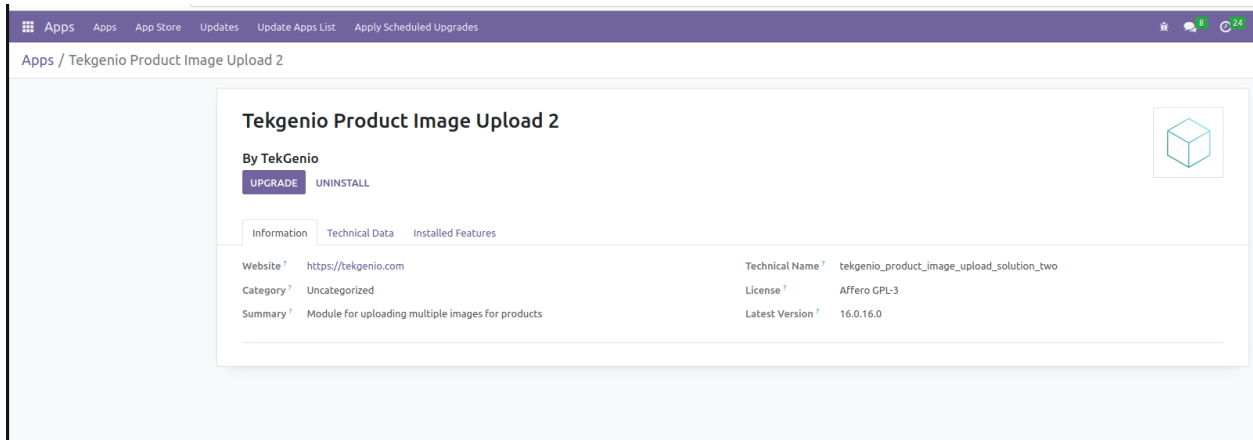 Apps Apps App Store Updates Update Apps List Apply Scheduled Upgrades 8 24
Apps / Tekgenio Product Image Upload 2
Tekgenio Product Image Upload 2
By TekGenio
UPGRADE UNINSTALL
Information Technical Data Installed Features
Website ? https://tekgenio.com Technical Name ? tekgenio_product_image_upload_solution_two
Category ? Uncategorized License ? Affero GPL-3
Summary ? Module for uploading multiple images for products Latest Version ? 16.0.16.0